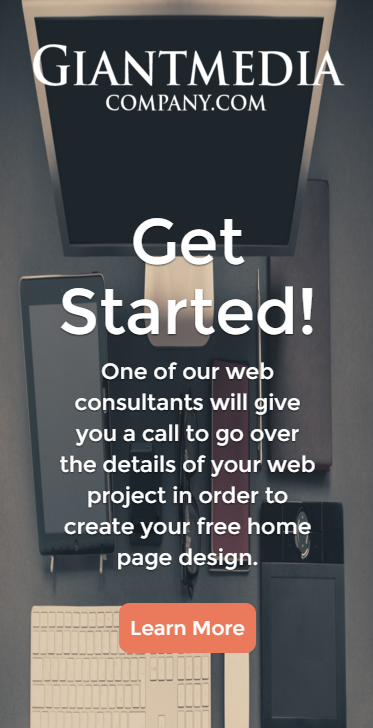 GIANTMEDIA
COMPANY.COM
Get
Started!
One of our web
consultants will give
you a call to go over
the details of your web
project in order to
create your free home
page design.
Learn More